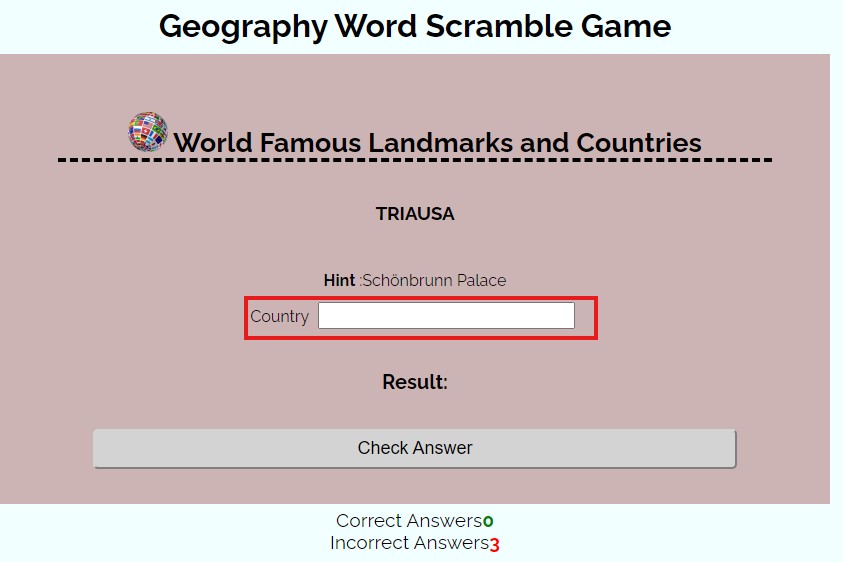 Geography Word Scramble Game
World Famous Landmarks and Countries
TRIAUSA
Hint :Schönbrunn Palace
Country
Result:
Check Answer
Correct Answers0
Incorrect Answers3